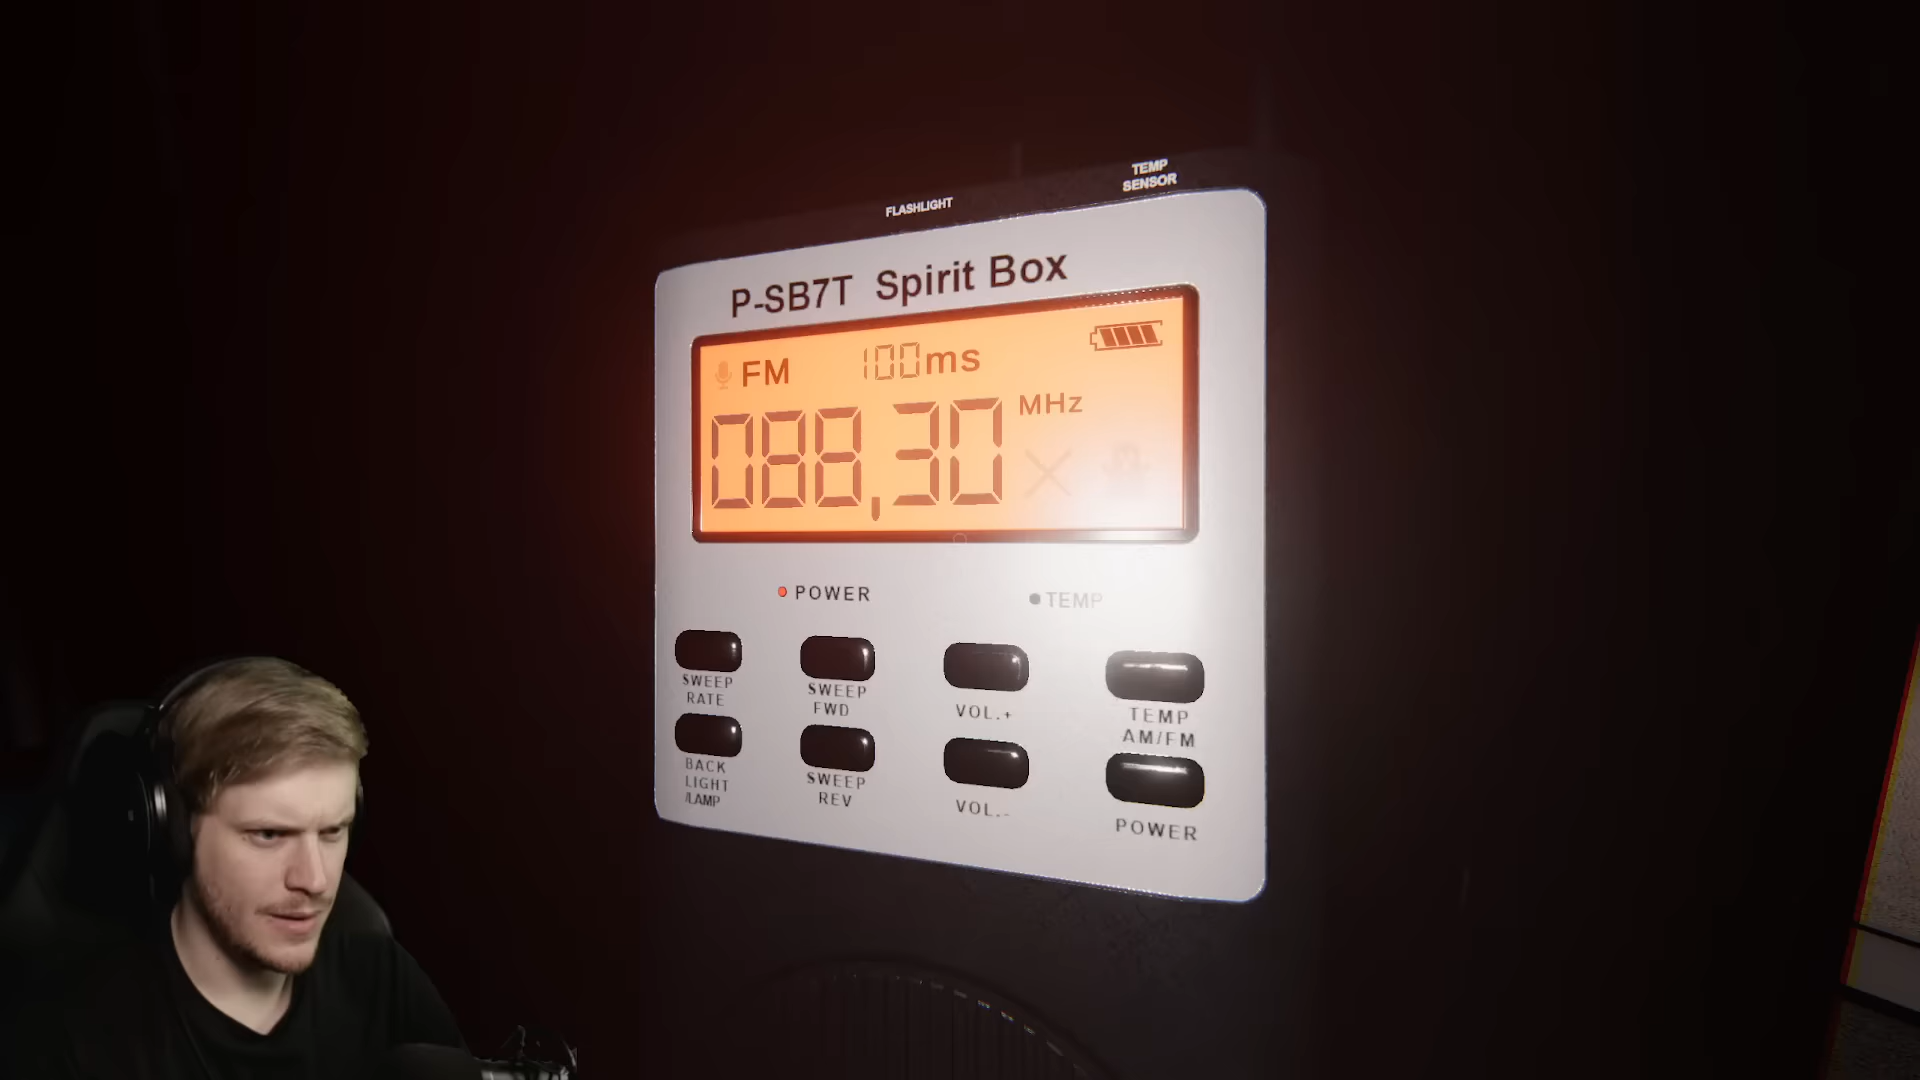 TEMP
SENSOR
FLASHLIGHT
P-SB7T Spirit Box
FM 100ms
088,30 MHz
POWER
TEMP
SWEEP
RATE
SWEEP
FWD
VOL.+
TEMP
AM/FM
BACK
LIGHT
/LAMP
SWEEP
REV
VOL.-
POWER